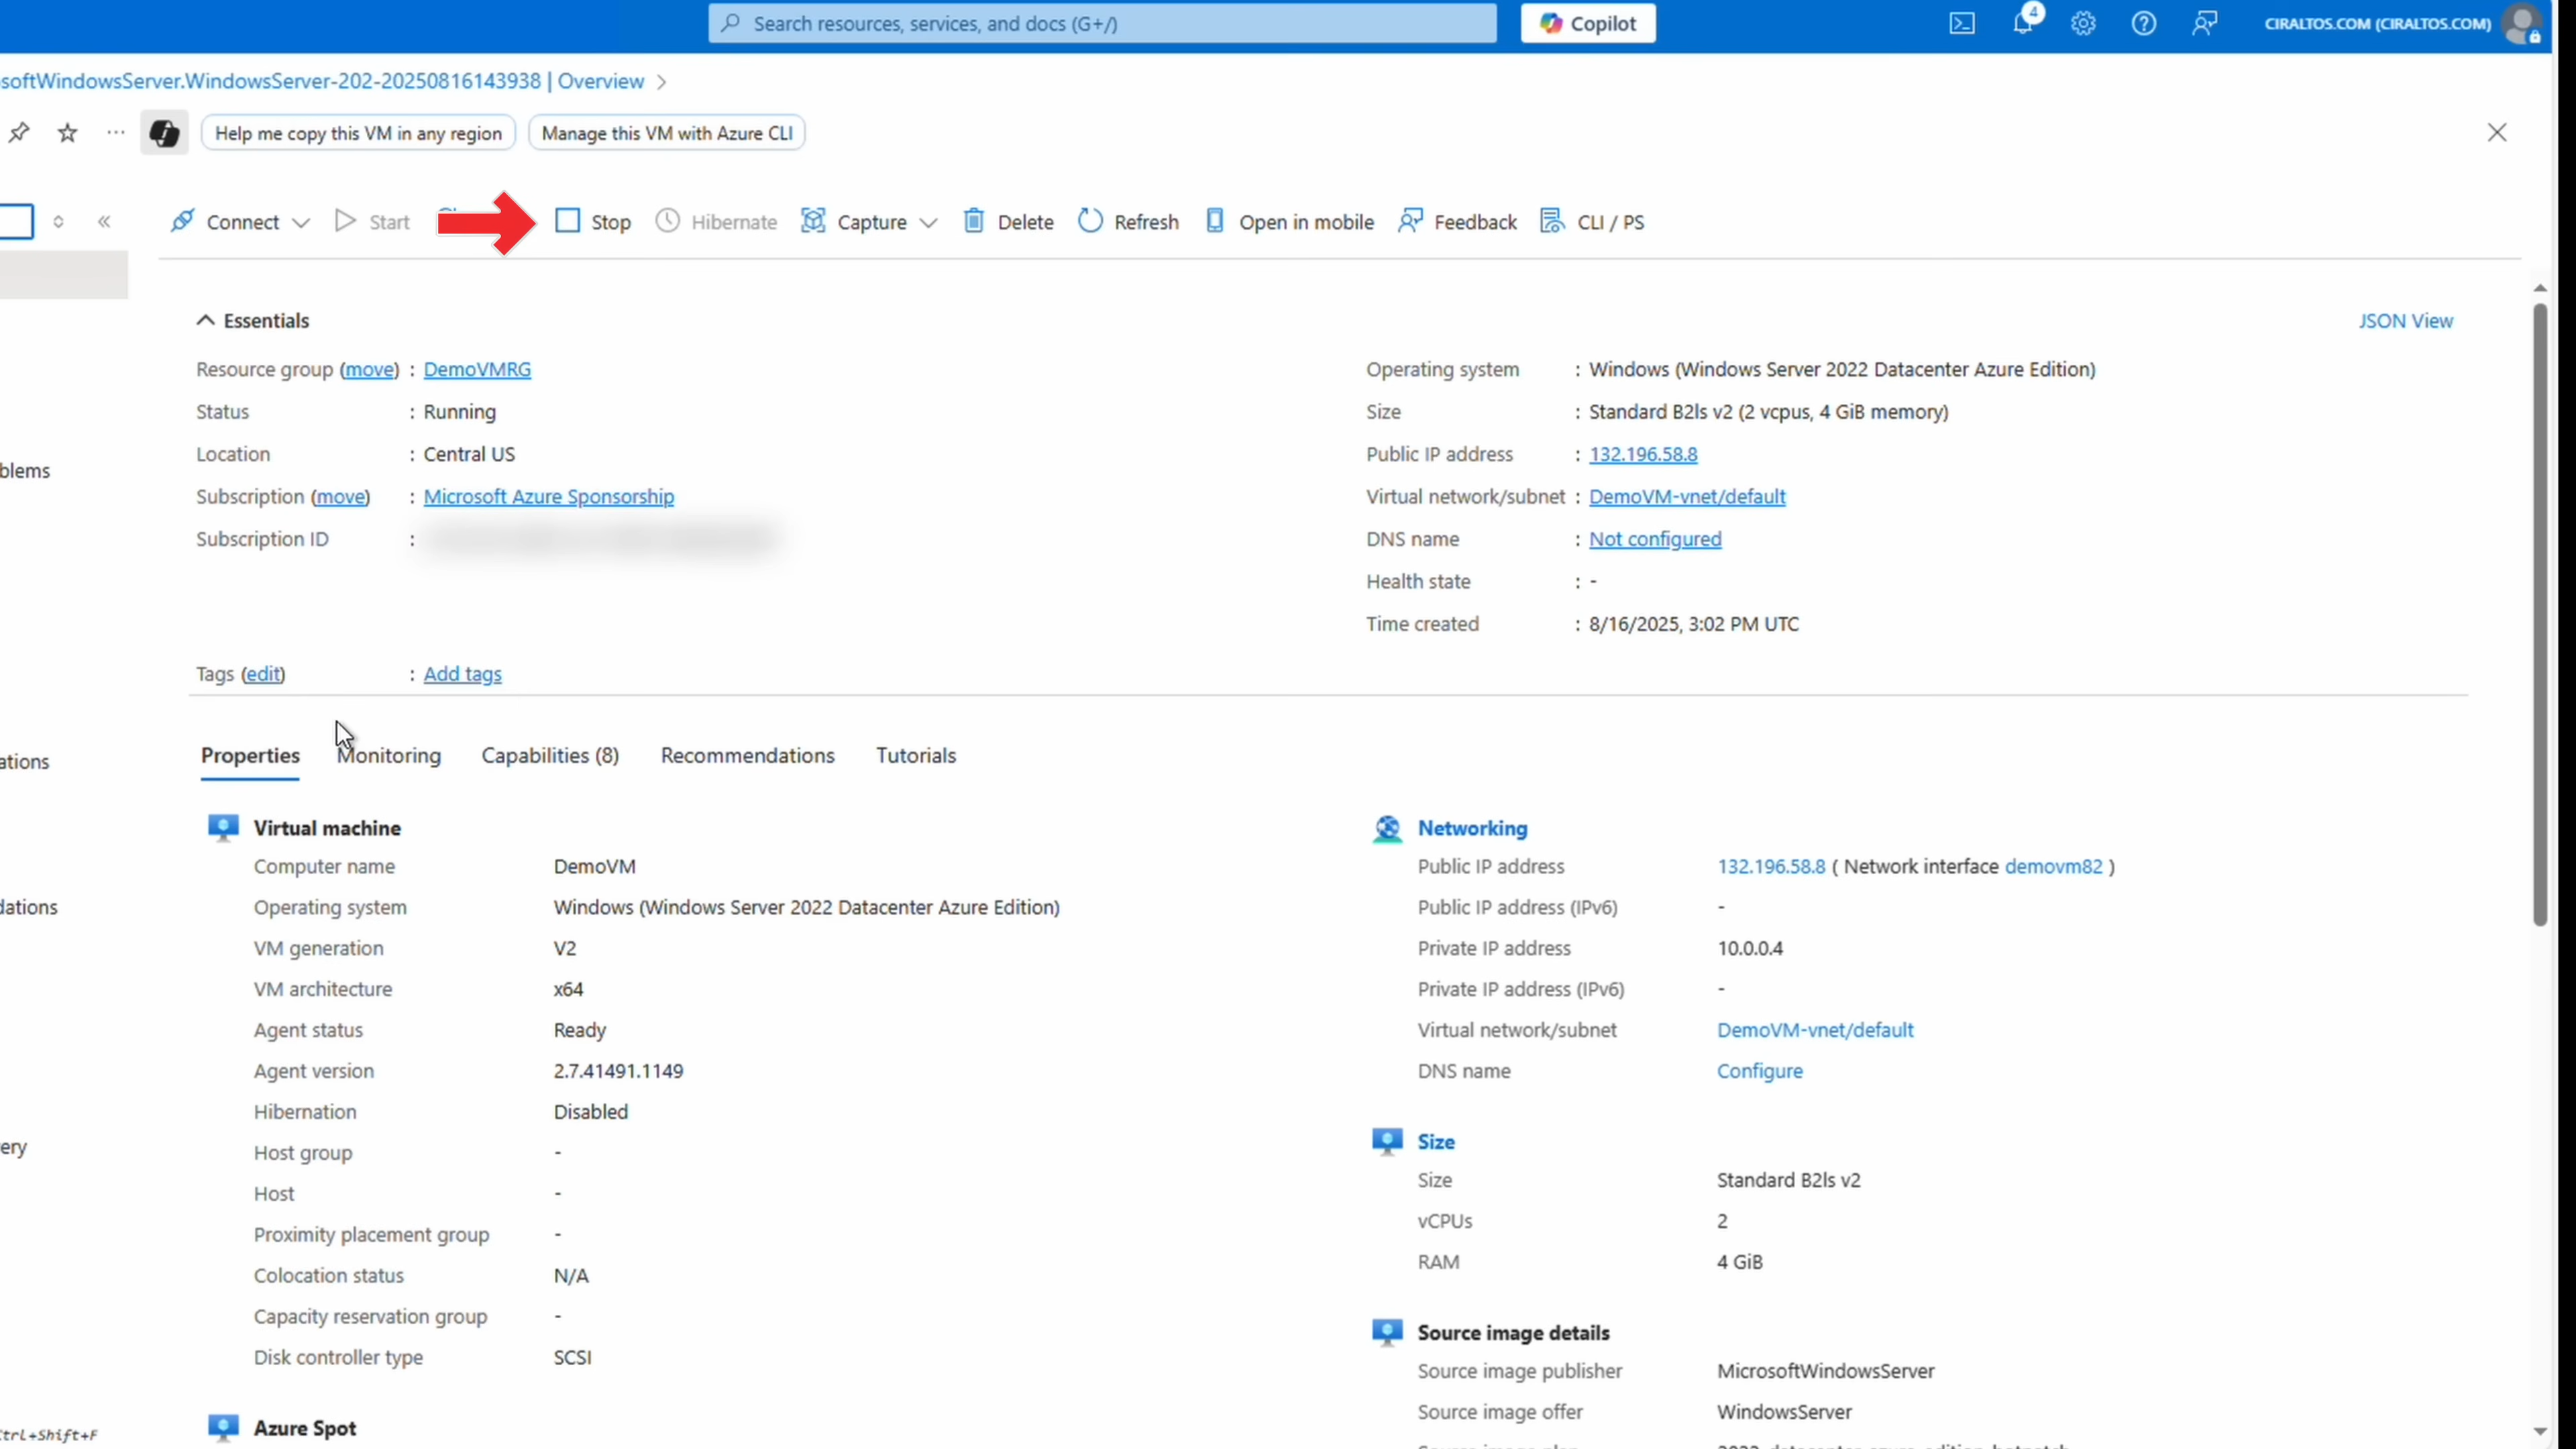 Search resources, services, and docs (G+/)
Copilot
4
CIRALTOS.COM (CIRALTOS.COM)
softWindowsServer.WindowsServer-202-20250816143938 | Overview
Help me copy this VM in any region
Manage this VM with Azure CLI
Connect
Start
Stop
Hibernate
Capture
Delete
Refresh
Open in mobile
Feedback
CLI / PS
Essentials
JSON View
Resource group (move) : DemoVMRG
Status : Running
Location : Central US
Subscription (move) : Microsoft Azure Sponsorship
Subscription ID :
Operating system : Windows (Windows Server 2022 Datacenter Azure Edition)
Size : Standard B2ls v2 (2 vcpus, 4 GiB memory)
Public IP address : 132.196.58.8
Virtual network/subnet : DemoVM-vnet/default
DNS name : Not configured
Health state : -
Time created : 8/16/2025, 3:02 PM UTC
Tags (edit) : Add tags
blems
ations
dations
ery
Ctrl+Shift+F
Properties
Monitoring
Capabilities (8)
Recommendations
Tutorials
Virtual machine
Computer name DemoVM
Operating system Windows (Windows Server 2022 Datacenter Azure Edition)
VM generation V2
VM architecture x64
Agent status Ready
Agent version 2.7.41491.1149
Hibernation Disabled
Host group -
Host -
Proximity placement group -
Colocation status N/A
Capacity reservation group -
Disk controller type SCSI
Azure Spot
Networking
Public IP address 132.196.58.8 ( Network interface demovm82 )
Public IP address (IPv6) -
Private IP address 10.0.0.4
Private IP address (IPv6) -
Virtual network/subnet DemoVM-vnet/default
DNS name Configure
Size
Size Standard B2ls v2
vCPUs 2
RAM 4 GiB
Source image details
Source image publisher MicrosoftWindowsServer
Source image offer WindowsServer